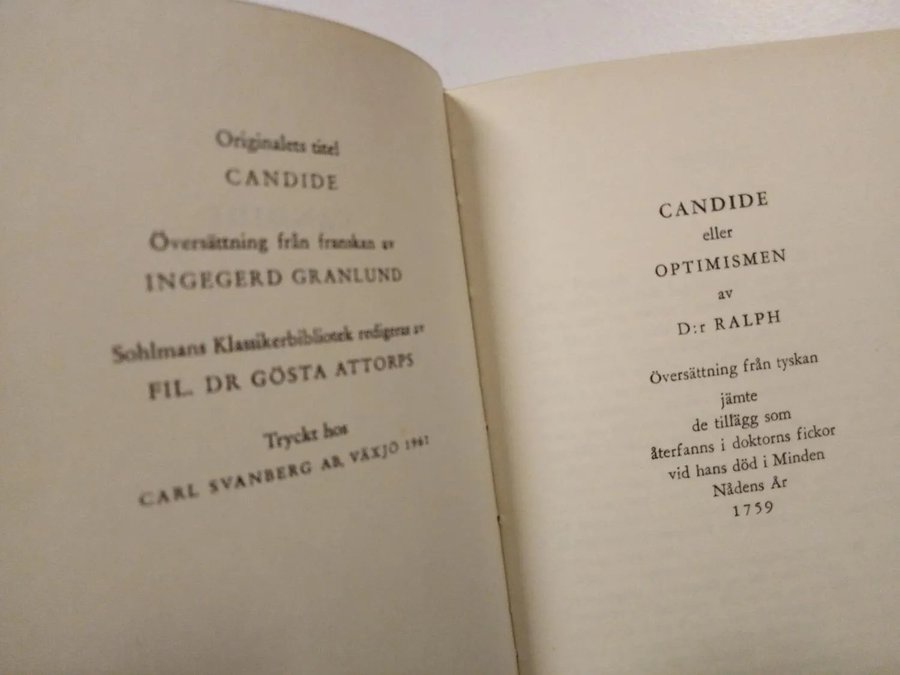 Originalets titel
CANDIDE
Översättning från franskan av
INGEGERD GRANLUND
Sohlmans Klassikerbibliotek redigeras av
FIL. DR GÖSTA ATTORPS
Tryckt hos
CARL SVANBERG AB, VÄXJÖ 1961
CANDIDE
eller
OPTIMISMEN
av
D:r RALPH
Översättning från tyskan
jämte
de tillägg som
återfanns i doktorns fickor
vid hans död i Minden
Nådens År
1759